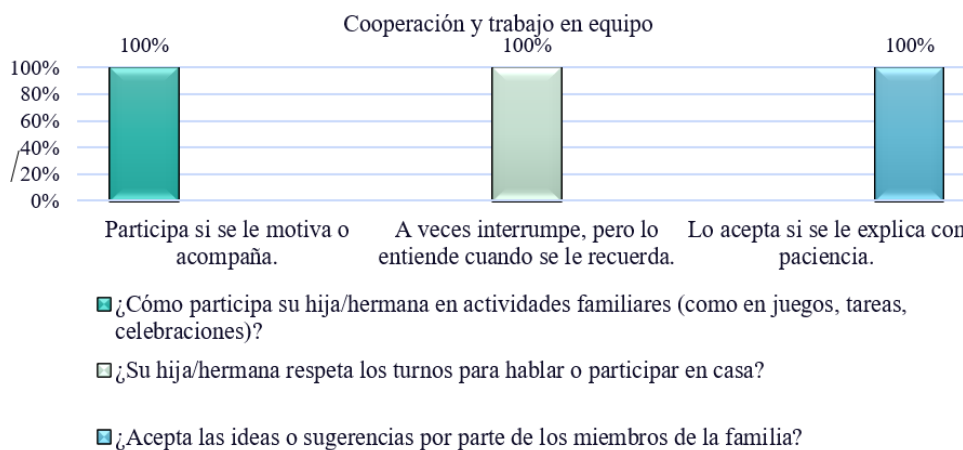 Cooperación y trabajo en equipo
100% 100% 100%
100%
80%
60%
40%
20%
0%
Participa si se le motiva o acompaña.
A veces interrumpe, pero lo entiende cuando se le recuerda.
Lo acepta si se le explica con paciencia.
¿Cómo participa su hija/hermana en actividades familiares (como en juegos, tareas,
celebraciones)?
¿Su hija/hermana respeta los turnos para hablar o participar en casa?
¿Acepta las ideas o sugerencias por parte de los miembros de la familia?